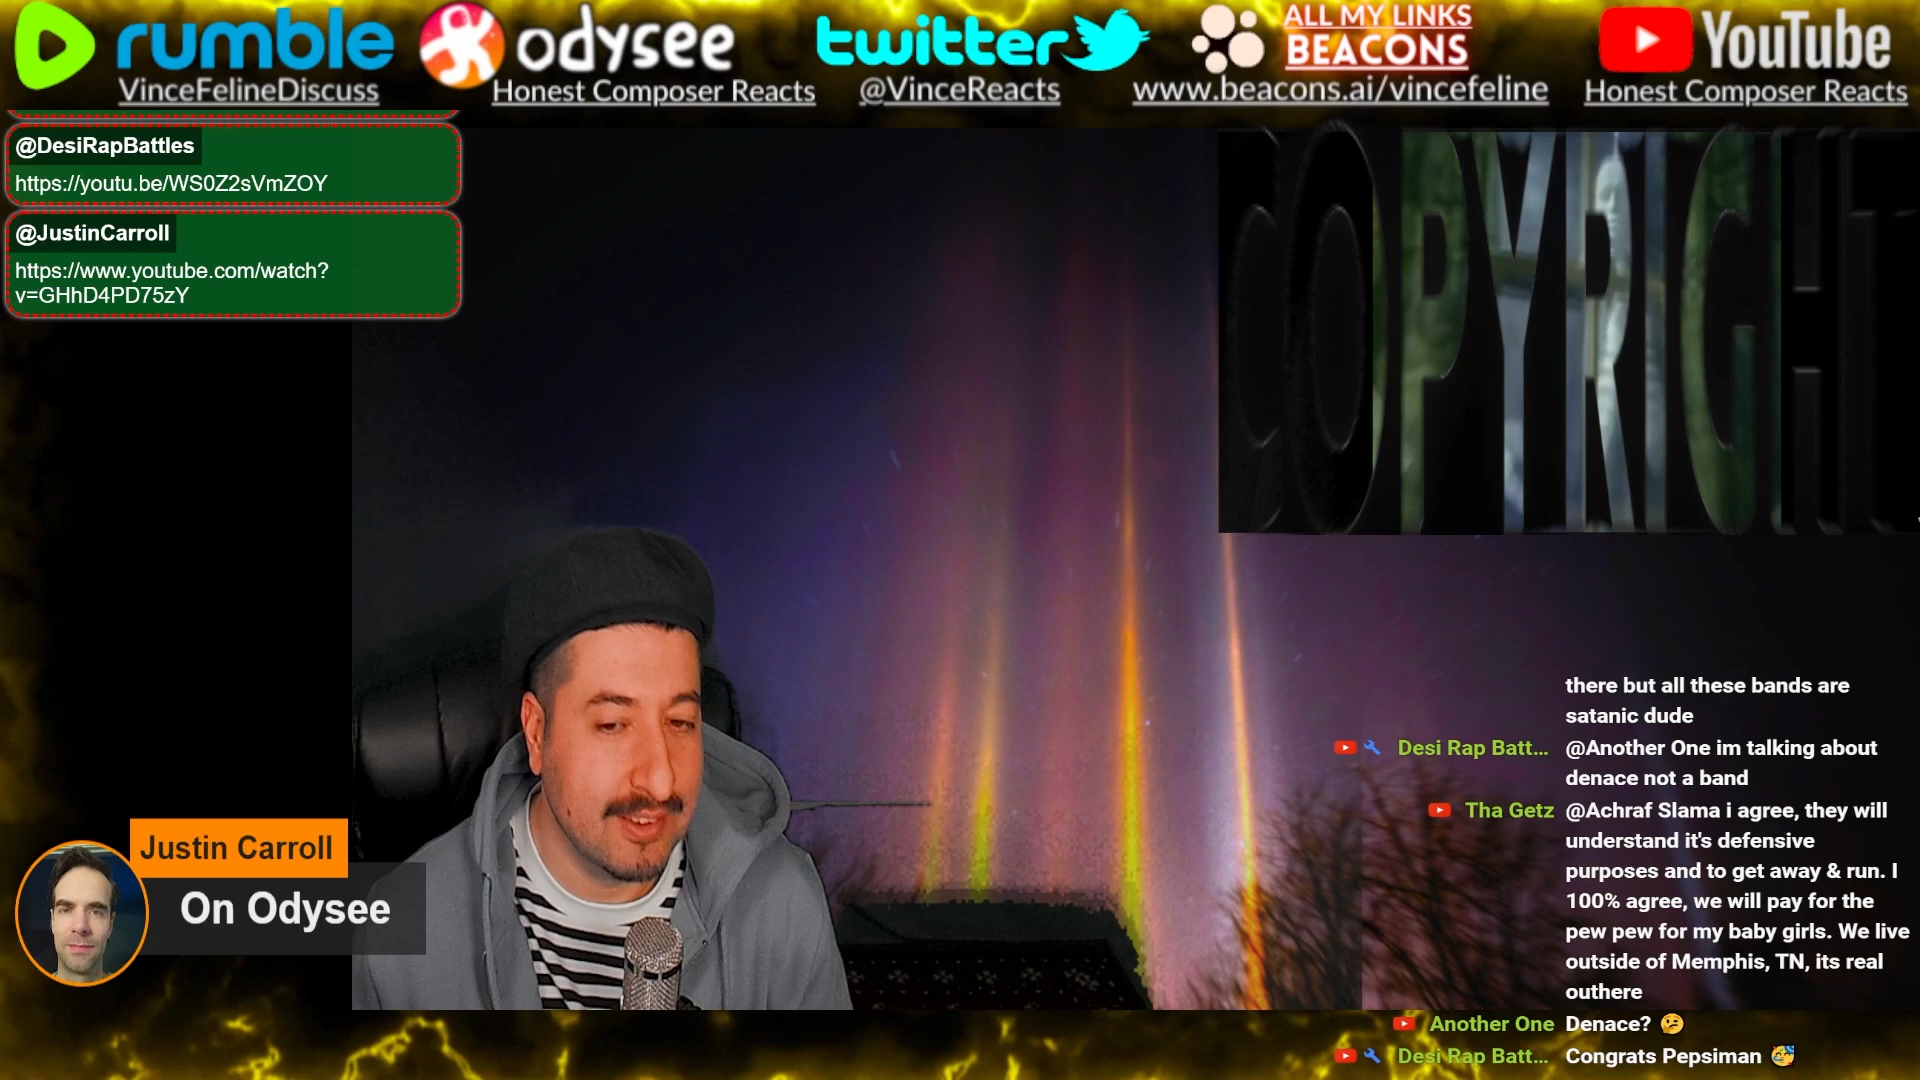 rumble
VinceFelineDiscuss
odysee
Honest Composer Reacts
twitter
@VinceReacts
ALL MY LINKS
BEACONS
www.beacons.ai/vincefeline
YouTube
Honest Composer Reacts
@DesiRapBattles
https://youtu.be/WS0Z2sVmZOY
@JustinCarroll
https://www.youtube.com/watch?
v=GHhD4PD75zY
COPYRIGHT
there but all these bands are
satanic dude
Desi Rap Batt... @Another One im talking about
denace not a band
Tha Getz @Achraf Slama i agree, they will
understand it's defensive
purposes and to get away & run. I
100% agree, we will pay for the
pew pew for my baby girls. We live
outside of Memphis, TN, its real
outhere
Another One Denace? 🤔
Desi Rap Batt... Congrats Pepsiman 🥳
Justin Carroll
On Odysee